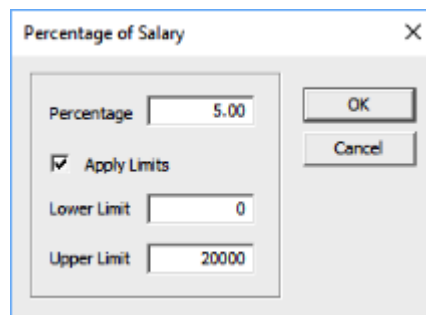 Percentage of Salary
Percentage 5.00
OK
Cancel
Apply Limits
Lower Limit 0
Upper Limit 20000